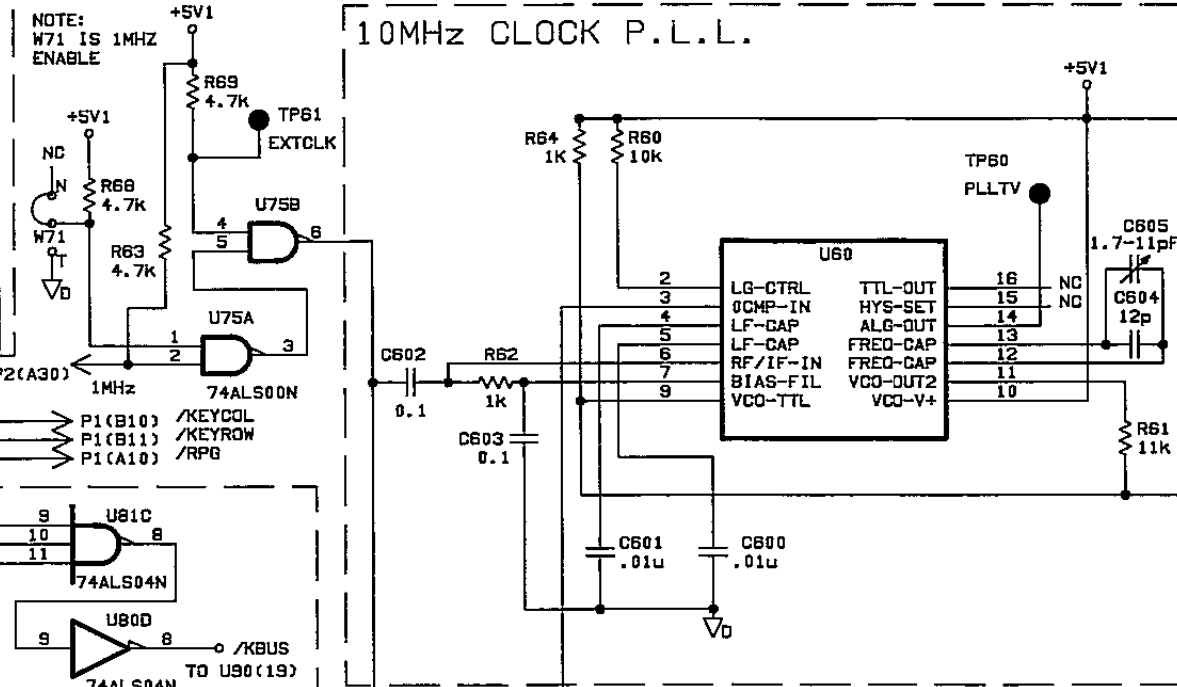 NOTE:
W71 IS 1MHZ
ENABLE
+5V1
10MHz CLOCK P.L.L.
+5V1
R69
4.7k
TP61
EXTCLK
+5V1
NC
N
R68
4.7k
W71
T
D
R63
4.7k
U75B
4
5
6
U75A
1
2
3
74ALS00N
P2(A30)
1MHz
P1(B10) /KEYCOL
P1(B11) /KEYROW
P1(A10) /RPG
R64
1K
R60
10k
TP60
PLLTV
C605
1.7-11pF
C604
12p
U60
2 LG-CTRL TTL-OUT 16 NC
3 OCMP-IN HYS-SET 15 NC
4 LF-CAP ALG-OUT 14
5 LF-CAP FREQ-CAP 13
6 RF/IF-IN FREQ-CAP 12
7 BIAS-FIL VCO-OUT2 11
9 VCO-TTL VCO-V+ 10
C602
0.1
R62
1k
C603
0.1
R61
11k
C601
.01u
C600
.01u
D
9
10
11
U81C
8
74ALS04N
U80D
9
8
/KBUS
TO U90(19)
74ALS04N